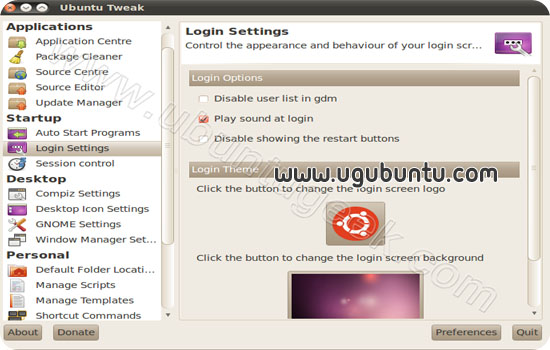 Ubuntu Tweak
Applications
Application Centre
Package Cleaner
Source Centre
Source Editor
Update Manager
Startup
Auto Start Programs
Login Settings
Session control
Desktop
Compiz Settings
Desktop Icon Settings
GNOME Settings
Window Manager Set...
Personal
Default Folder Locati...
Manage Scripts
Manage Templates
Shortcut Commands
Login Settings
Control the appearance and behaviour of your login scr...
Login Options
Disable user list in gdm
Play sound at login
Disable showing the restart buttons
Login Theme
www.ugubuntu.com
Click the button to change the login screen logo
Click the button to change the login screen background
www.ubuntugeek.com
About
Donate
Preferences
Quit